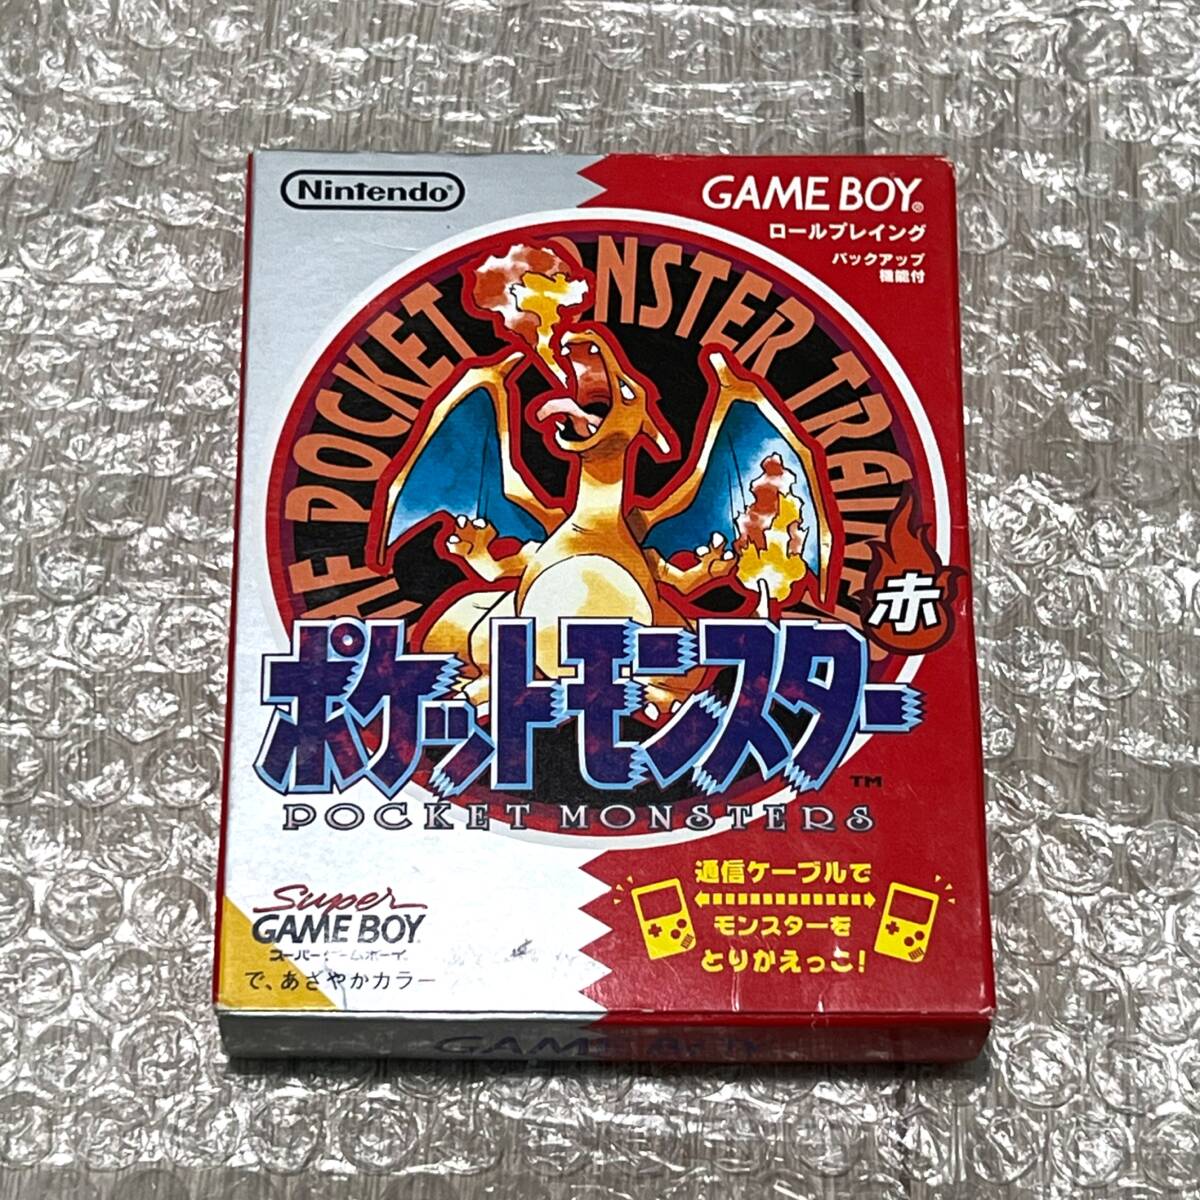 Nintendo®
GAME BOY®
ロールプレイング
バックアップ
機能付
POCKET MONSTER TRAINER
赤
ポケットモンスター
TM
POCKET MONSTERS
通信ケーブルで
モンスターを
とりかえっこ!
Super
GAME BOY
スーパーゲームボーイ
で、あざやかカラー
GAME BOY